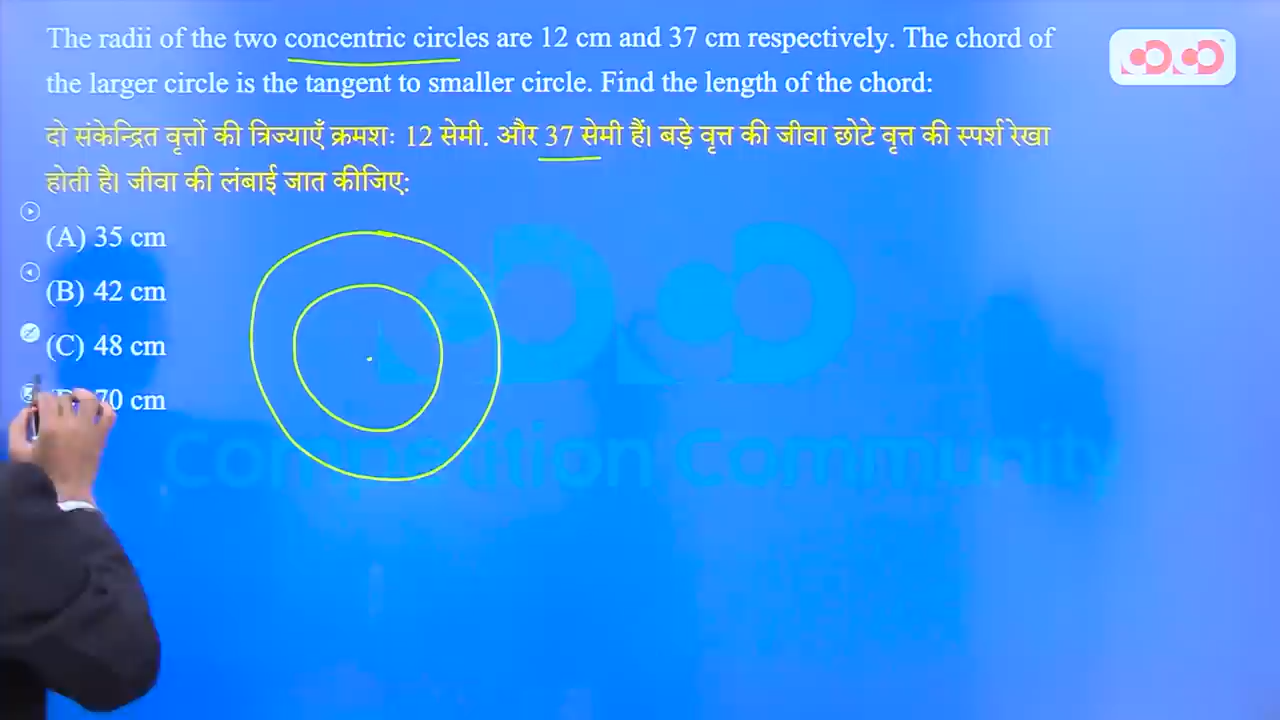 The radii of the two concentric circles are 12 cm and 37 cm respectively. The chord of
the larger circle is the tangent to smaller circle. Find the length of the chord:
दो संकेन्द्रित वृत्तों की त्रिज्याएँ क्रमशः 12 सेमी. और 37 सेमी हैं। बड़े वृत्त की जीवा छोटे वृत्त की स्पर्श रेखा
होती है। जीवा की लंबाई जात कीजिए:
(A) 35 cm
(B) 42 cm
(C) 48 cm
70 cm
Competition Community